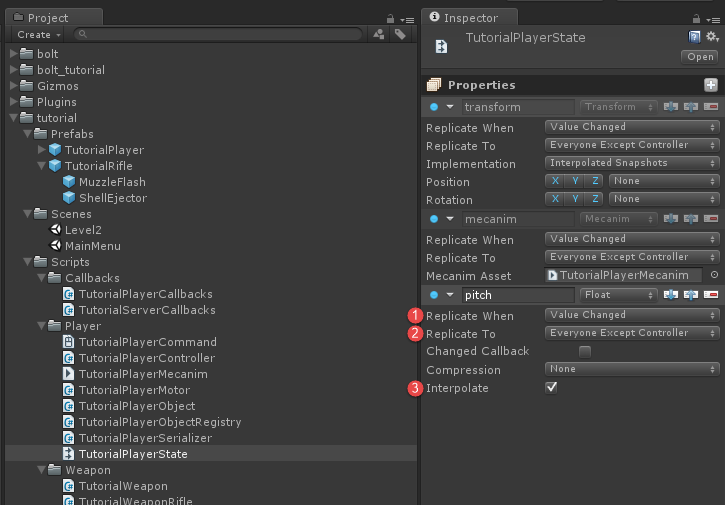 Project
Create
bolt
bolt_tutorial
Gizmos
Plugins
tutorial
Prefabs
TutorialPlayer
TutorialRifle
MuzzleFlash
ShellEjector
Scenes
Level2
MainMenu
Scripts
Callbacks
TutorialPlayerCallbacks
TutorialServerCallbacks
Player
TutorialPlayerCommand
TutorialPlayerController
TutorialPlayerMecanim
TutorialPlayerMotor
TutorialPlayerObject
TutorialPlayerObjectRegistry
TutorialPlayerSerializer
TutorialPlayerState
Weapon
TutorialWeapon
TutorialWeaponRifle
Inspector
TutorialPlayerState
Open
Properties
transform Transform
Replicate When Value Changed
Replicate To Everyone Except Controller
Implementation Interpolated Snapshots
Position X Y Z None
Rotation X Y Z None
mecanim Mecanim
Replicate When Value Changed
Replicate To Everyone Except Controller
Mecanim Asset TutorialPlayerMecanim
pitch Float
1 Replicate When Value Changed
2 Replicate To Everyone Except Controller
Changed Callback
Compression None
3 Interpolate